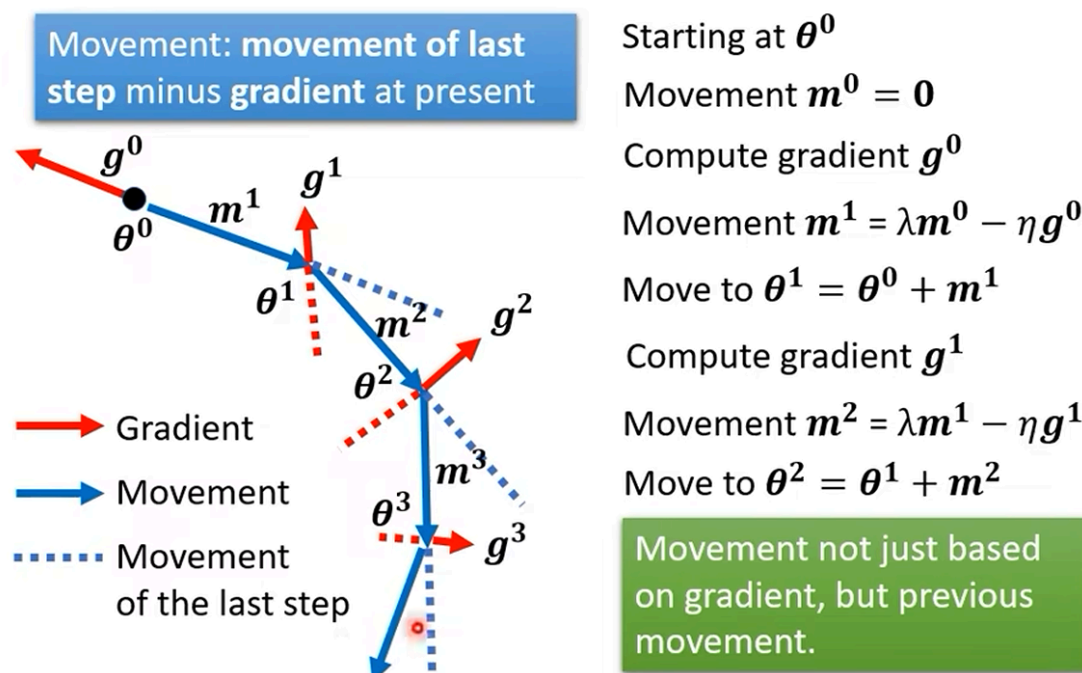 Movement: movement of last
step minus gradient at present
g⁰
θ⁰
m¹
g¹
θ¹
m²
g²
θ²
m³
θ³
g³
Gradient
Movement
Movement
of the last step
Starting at θ⁰
Movement m⁰ = 0
Compute gradient g⁰
Movement m¹ = λm⁰ − ηg⁰
Move to θ¹ = θ⁰ + m¹
Compute gradient g¹
Movement m² = λm¹ − ηg¹
Move to θ² = θ¹ + m²
Movement not just based
on gradient, but previous
movement.